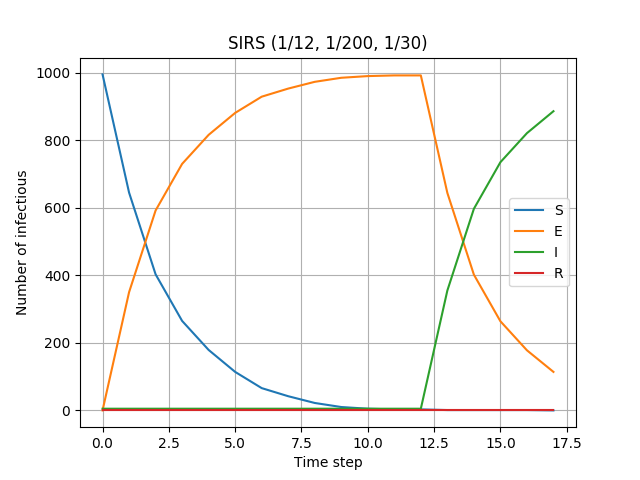 SIRS (1/12, 1/200, 1/30)
Number of infectious
1000
800
600
400
200
0
S
E
I
R
0.0 2.5 5.0 7.5 10.0 12.5 15.0 17.5
Time step